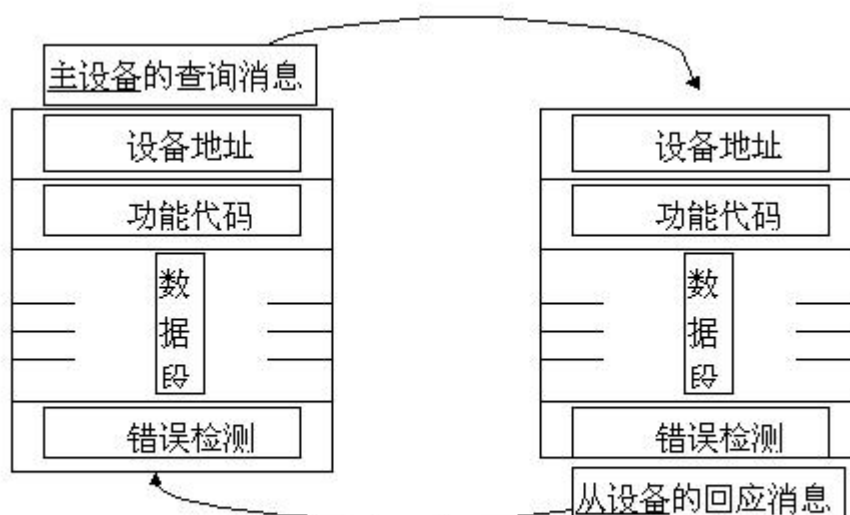 主设备的查询消息
设备地址
功能代码
数
据
段
错误检测
设备地址
功能代码
数
据
段
错误检测
从设备的回应消息